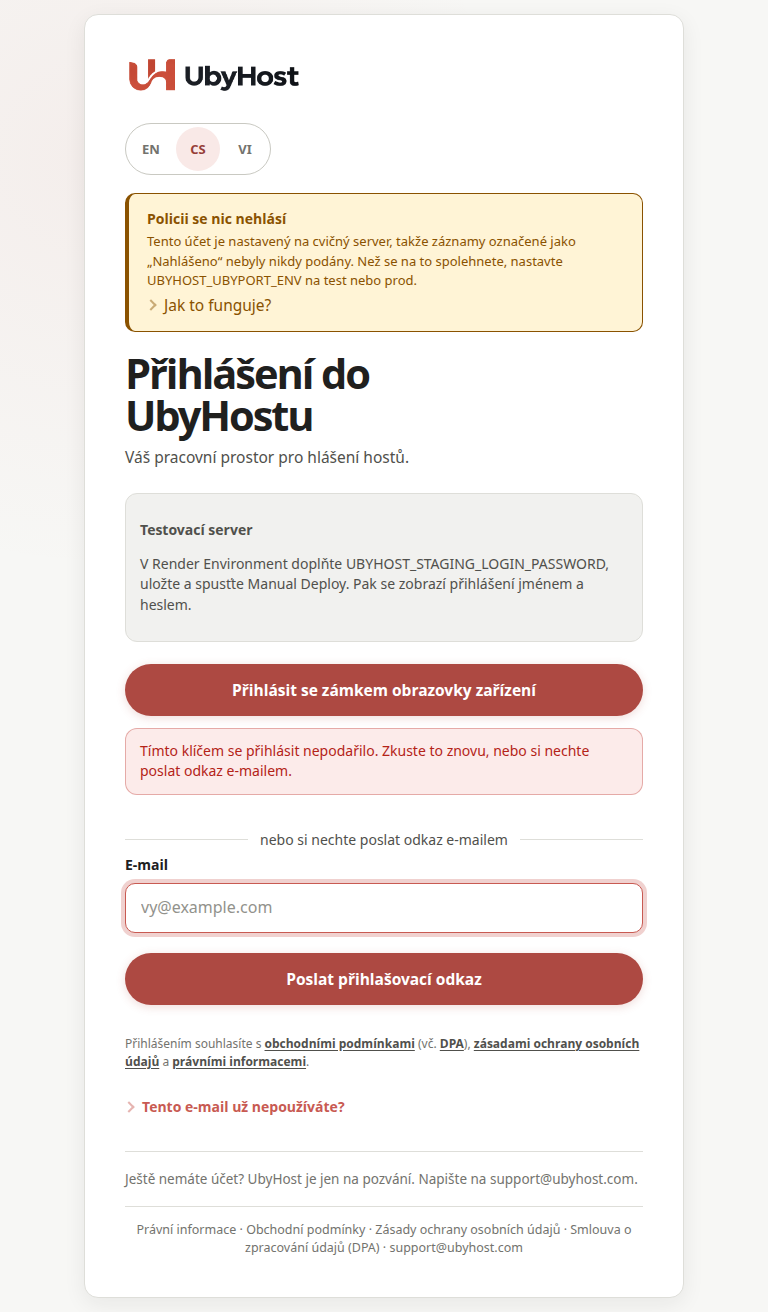 UbyHost
EN CS VI
Policii se nic nehlásí
Tento účet je nastavený na cvičný server, takže záznamy označené jako
„Nahlášeno“ nebyly nikdy podány. Než se na to spolehnete, nastavte
UBYHOST_UBYPORT_ENV na test nebo prod.
Jak to funguje?
Přihlášení do
UbyHostu
Váš pracovní prostor pro hlášení hostů.
Testovací server
V Render Environment doplňte UBYHOST_STAGING_LOGIN_PASSWORD,
uložte a spusťte Manual Deploy. Pak se zobrazí přihlášení jménem a
heslem.
Přihlásit se zámkem obrazovky zařízení
Tímto klíčem se přihlásit nepodařilo. Zkuste to znovu, nebo si nechte
poslat odkaz e-mailem.
nebo si nechte poslat odkaz e-mailem
E-mail
vy@example.com
Poslat přihlašovací odkaz
Přihlášením souhlasíte s obchodními podmínkami (vč. DPA), zásadami ochrany osobních
údajů a právními informacemi.
Tento e-mail už nepoužíváte?
Ještě nemáte účet? UbyHost je jen na pozvání. Napište na support@ubyhost.com.
Právní informace · Obchodní podmínky · Zásady ochrany osobních údajů · Smlouva o
zpracování údajů (DPA) · support@ubyhost.com